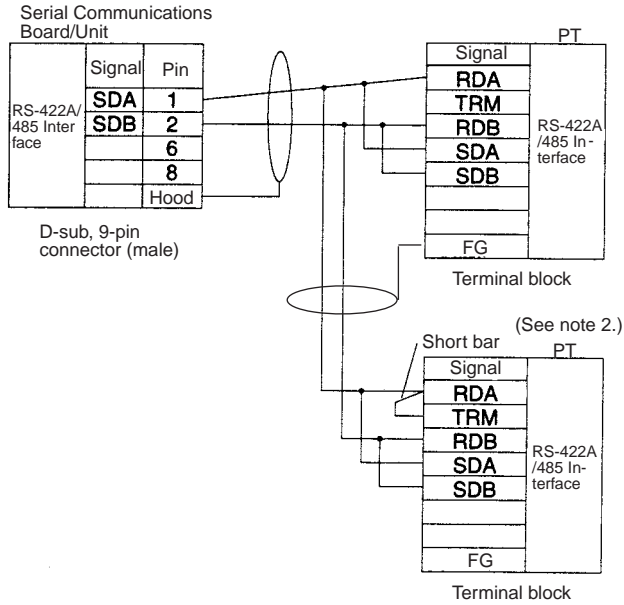 Serial Communications
Board/Unit
RS-422A/
485 Inter
face
Signal Pin
SDA 1
SDB 2
6
8
Hood
D-sub, 9-pin
connector (male)
PT
Signal
RDA
TRM
RDB
SDA
SDB
FG
RS-422A
/485 In-
terface
Terminal block
(See note 2.)
Short bar
PT
Signal
RDA
TRM
RDB
SDA
SDB
FG
RS-422A
/485 In-
terface
Terminal block